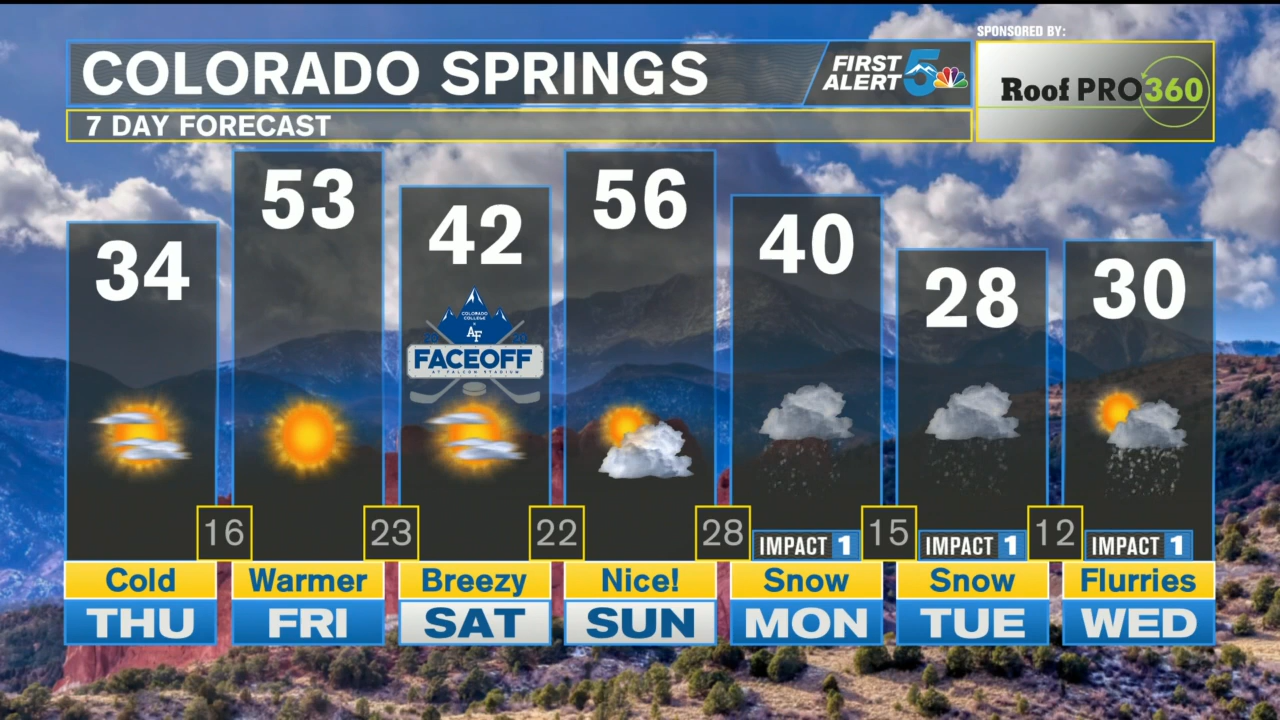 SPONSORED BY:
COLORADO SPRINGS
FIRST
ALERT 5
Roof PRO 360
7 DAY FORECAST
34
53
42
56
40
28
30
COLORADO
COLLEGE
AF
FACEOFF
AT FALCON STADIUM
16
23
22
28
15
12
IMPACT 1
IMPACT 1
IMPACT 1
Cold
Warmer
Breezy
Nice!
Snow
Snow
Flurries
THU
FRI
SAT
SUN
MON
TUE
WED